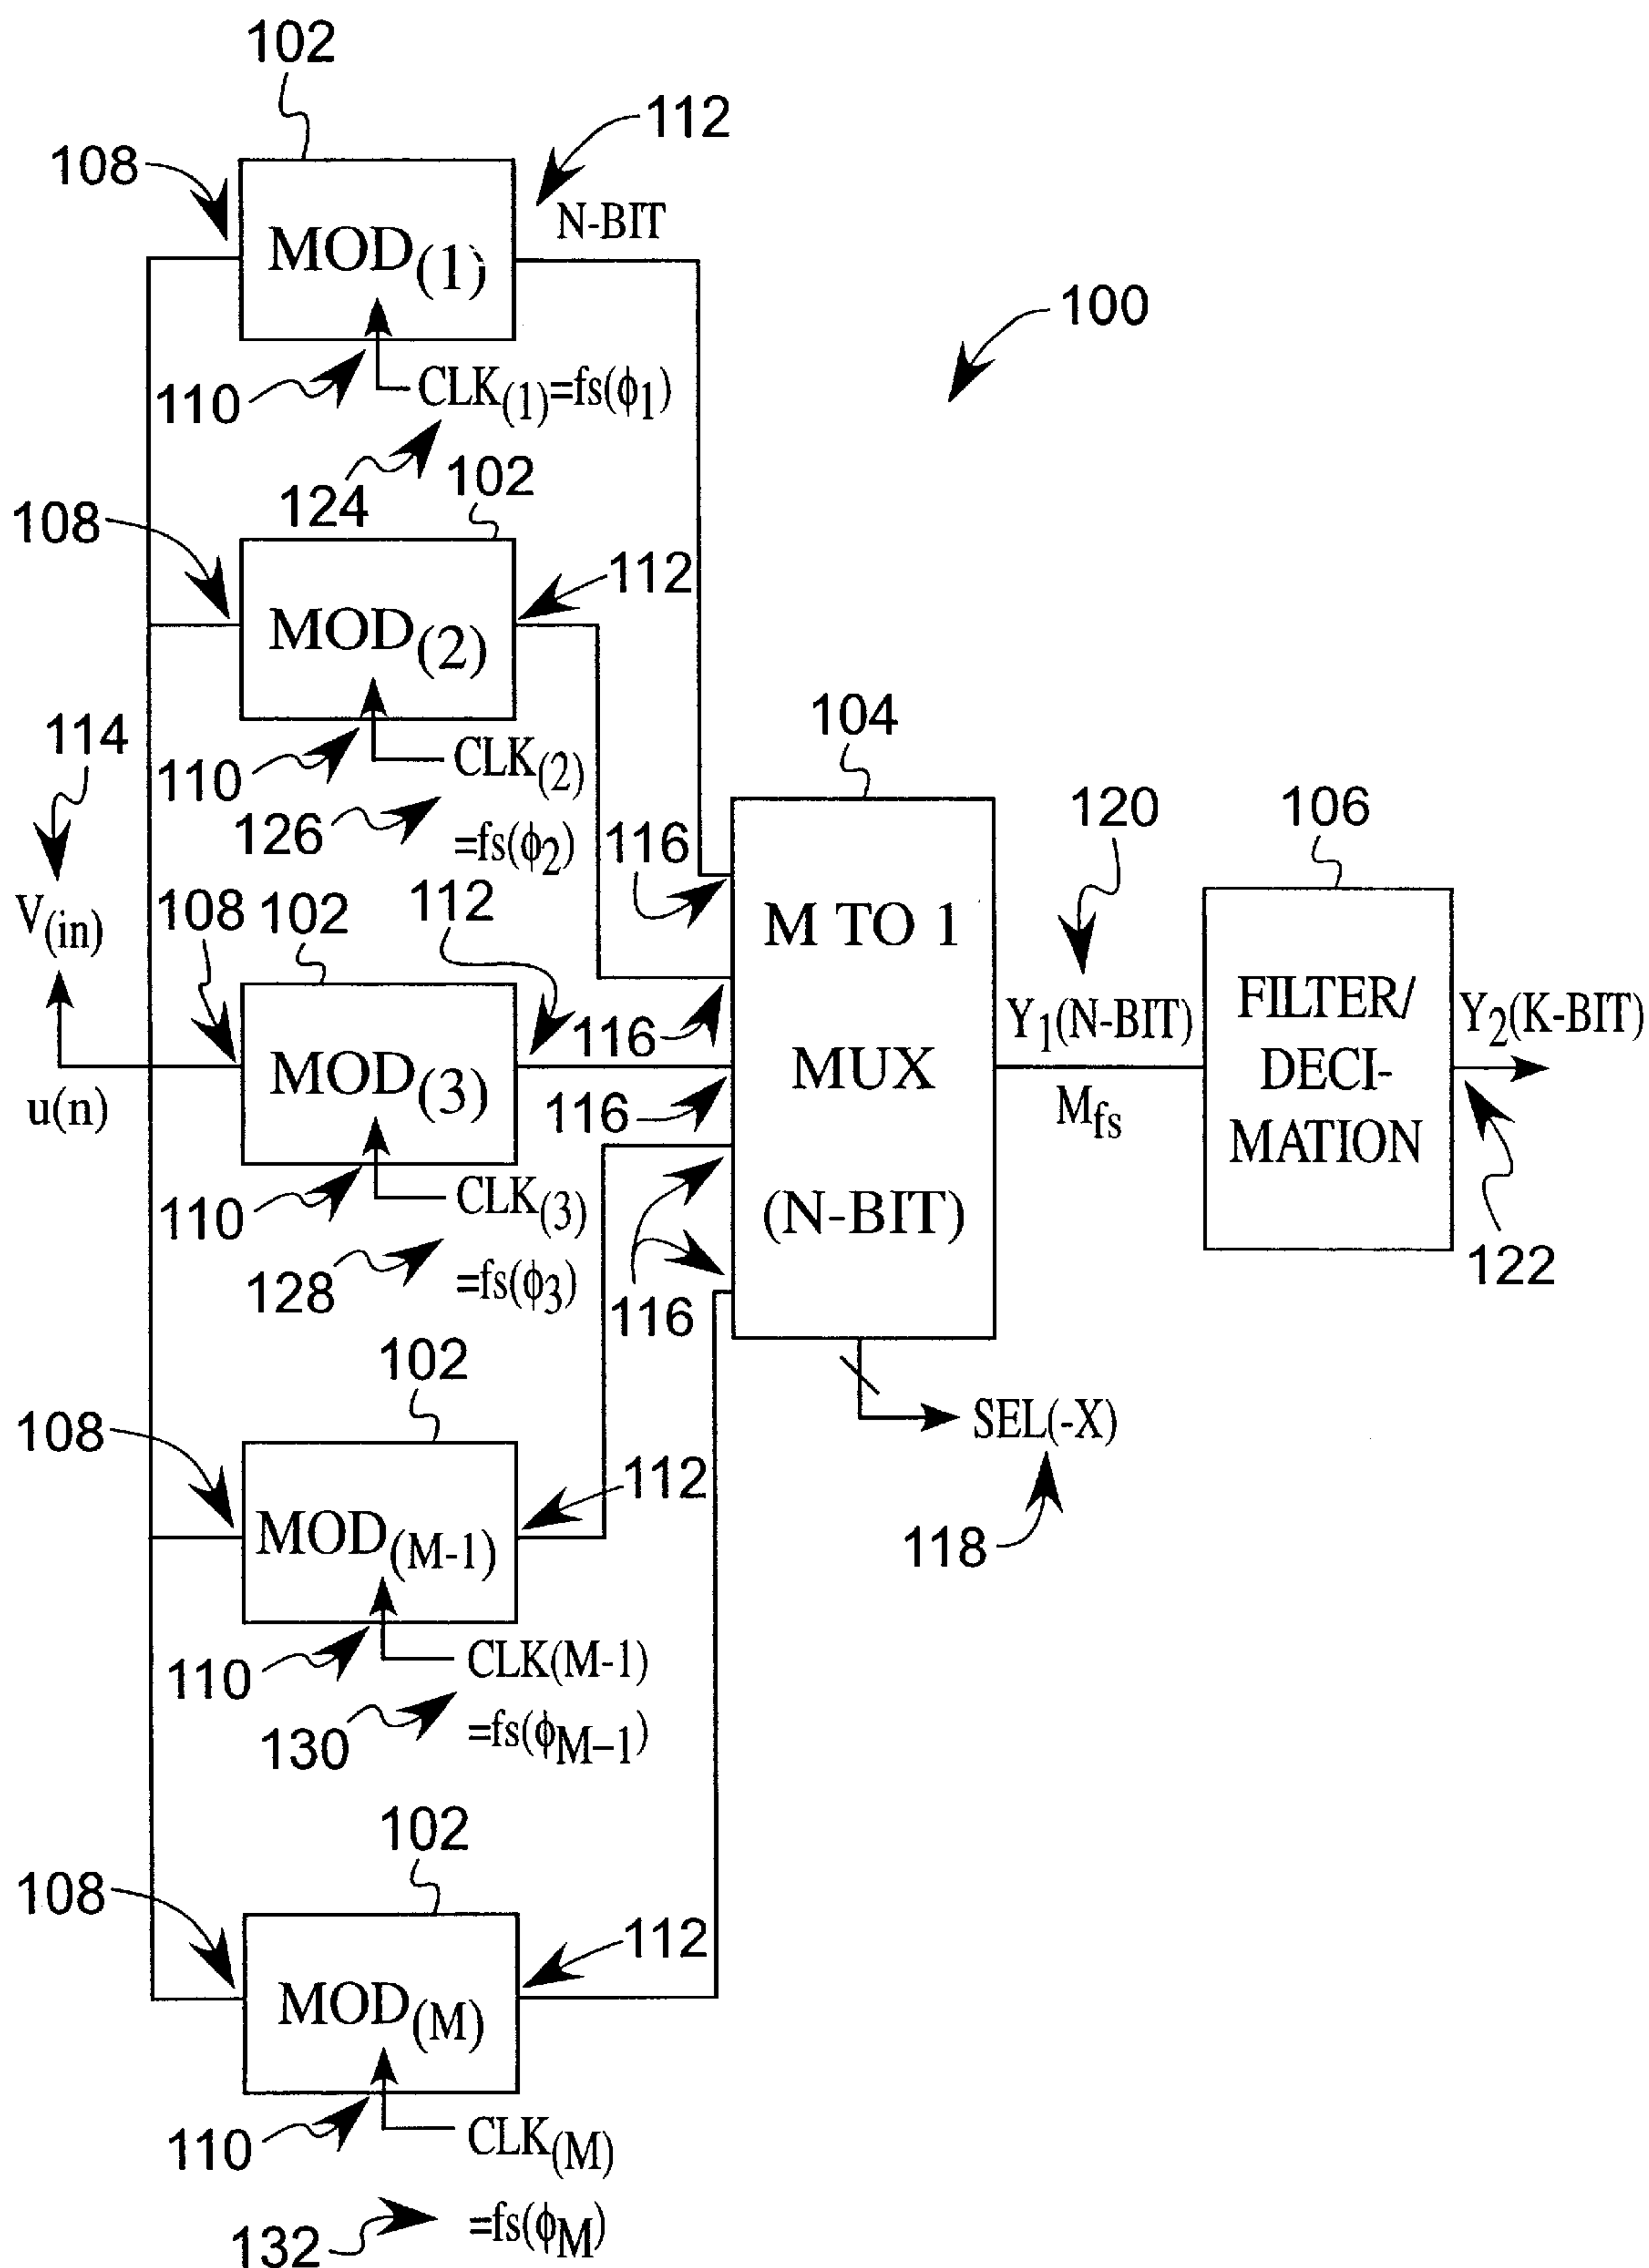 102
112
108
N-BIT
MOD(1)
100
110
CLK(1)=fs(ϕ1)
124
102
108
112
MOD(2)
114
110
CLK(2)
126
=fs(ϕ2)
104
116
120
106
V(in)
108
102
112
M TO 1
MUX
(N-BIT)
Y1(N-BIT)
Mfs
FILTER/
DECI-
MATION
Y2(K-BIT)
122
116
116
116
u(n)
MOD(3)
110
CLK(3)
128
=fs(ϕ3)
SEL(-X)
118
102
108
112
MOD(M-1)
110
CLK(M-1)
130
=fs(ϕM–1)
102
108
112
MOD(M)
110
CLK(M)
132
=fs(ϕM)